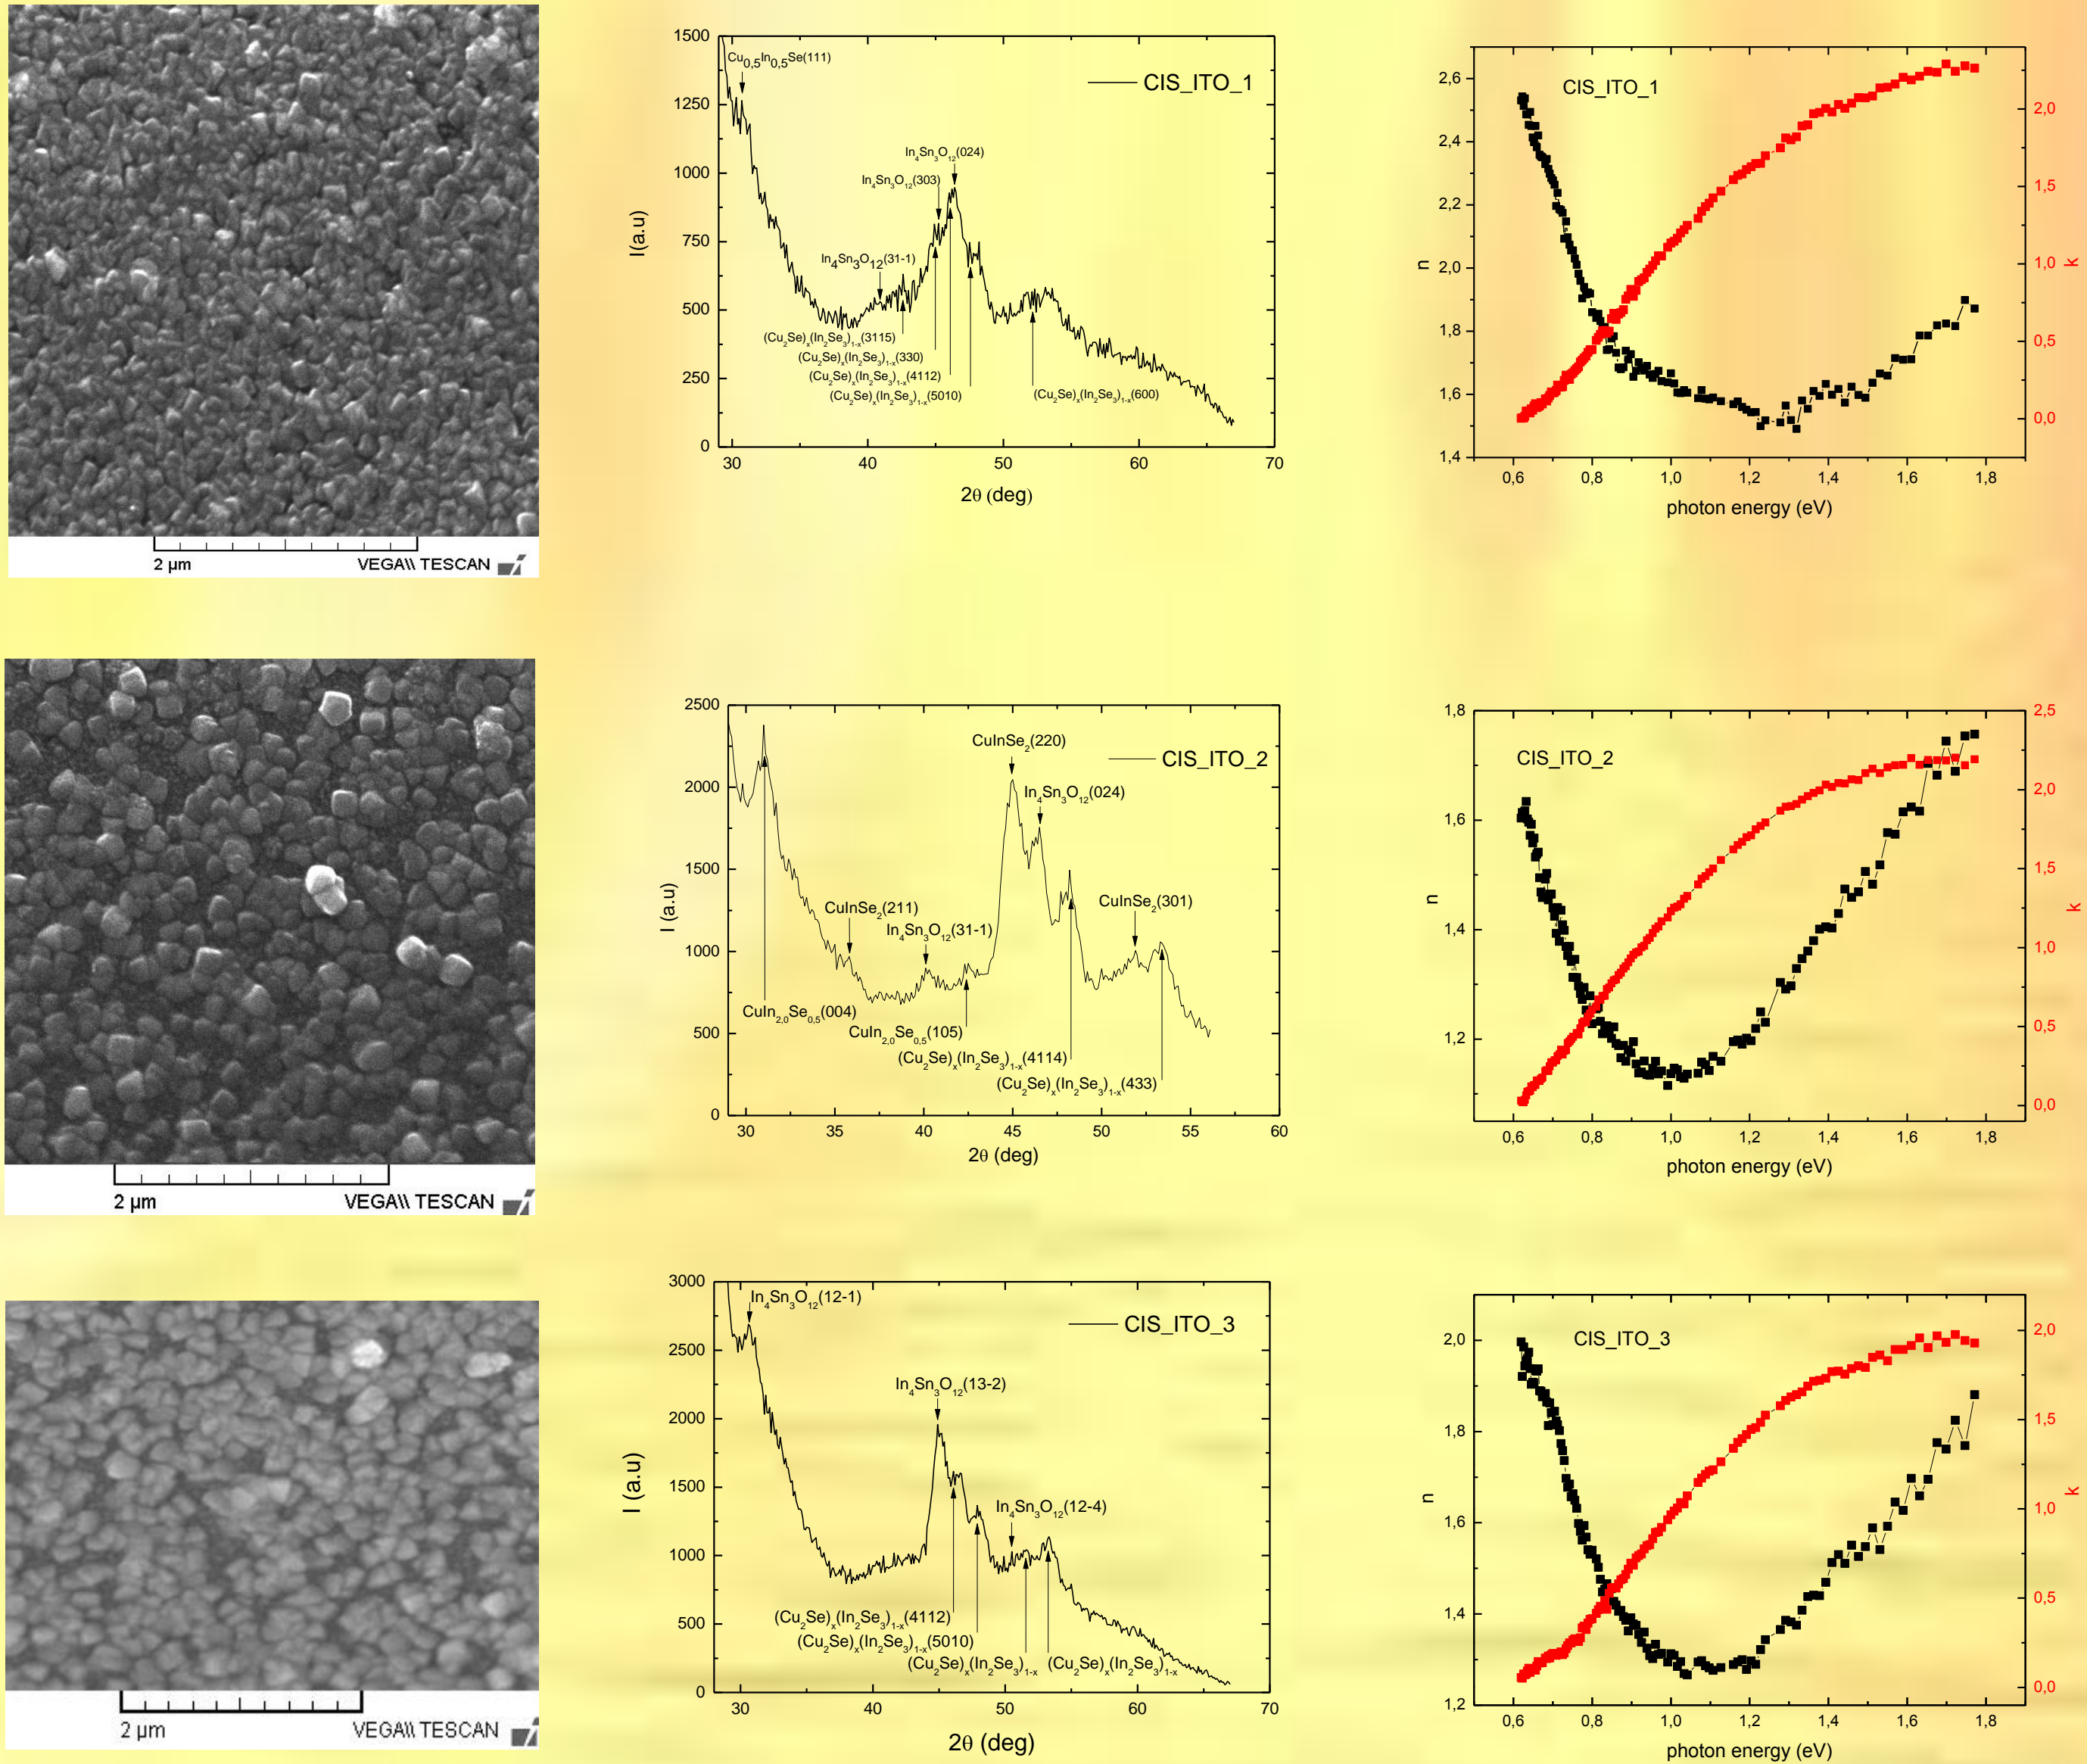 2 µm
VEGA\\ TESCAN
1500
1250
1000
750
500
250
0
I(a.u)
30
40
50
60
70
2θ (deg)
CIS_ITO_1
Cu0,5In0,5Se(111)
In4Sn3O12(024)
In4Sn3O12(303)
In4Sn3O12(31-1)
(Cu2Se)x(In2Se3)1-x(3115)
(Cu2Se)x(In2Se3)1-x(330)
(Cu2Se)x(In2Se3)1-x(4112)
(Cu2Se)x(In2Se3)1-x(5010)
(Cu2Se)x(In2Se3)1-x(600)
CIS_ITO_1
2,6
2,4
2,2
2,0
1,8
1,6
1,4
n
2,0
1,5
1,0
0,5
0,0
k
0,6
0,8
1,0
1,2
1,4
1,6
1,8
photon energy (eV)
2 µm
VEGA\\ TESCAN
2500
2000
1500
1000
500
0
I (a.u)
30
35
40
45
50
55
60
2θ (deg)
CIS_ITO_2
CuInSe2(220)
In4Sn3O12(024)
CuInSe2(211)
In4Sn3O12(31-1)
CuInSe2(301)
CuIn2,0Se0,5(004)
CuIn2,0Se0,5(105)
(Cu2Se)x(In2Se3)1-x(4114)
(Cu2Se)x(In2Se3)1-x(433)
CIS_ITO_2
1,8
1,6
1,4
1,2
n
2,5
2,0
1,5
1,0
0,5
0,0
k
0,6
0,8
1,0
1,2
1,4
1,6
1,8
photon energy (eV)
2 µm
VEGA\\ TESCAN
3000
2500
2000
1500
1000
500
0
I (a.u)
30
40
50
60
70
2θ (deg)
CIS_ITO_3
In4Sn3O12(12-1)
In4Sn3O12(13-2)
In4Sn3O12(12-4)
(Cu2Se)x(In2Se3)1-x(4112)
(Cu2Se)x(In2Se3)1-x(5010)
(Cu2Se)x(In2Se3)1-x
(Cu2Se)x(In2Se3)1-x
CIS_ITO_3
2,0
1,8
1,6
1,4
1,2
n
2,0
1,5
1,0
0,5
0,0
k
0,6
0,8
1,0
1,2
1,4
1,6
1,8
photon energy (eV)